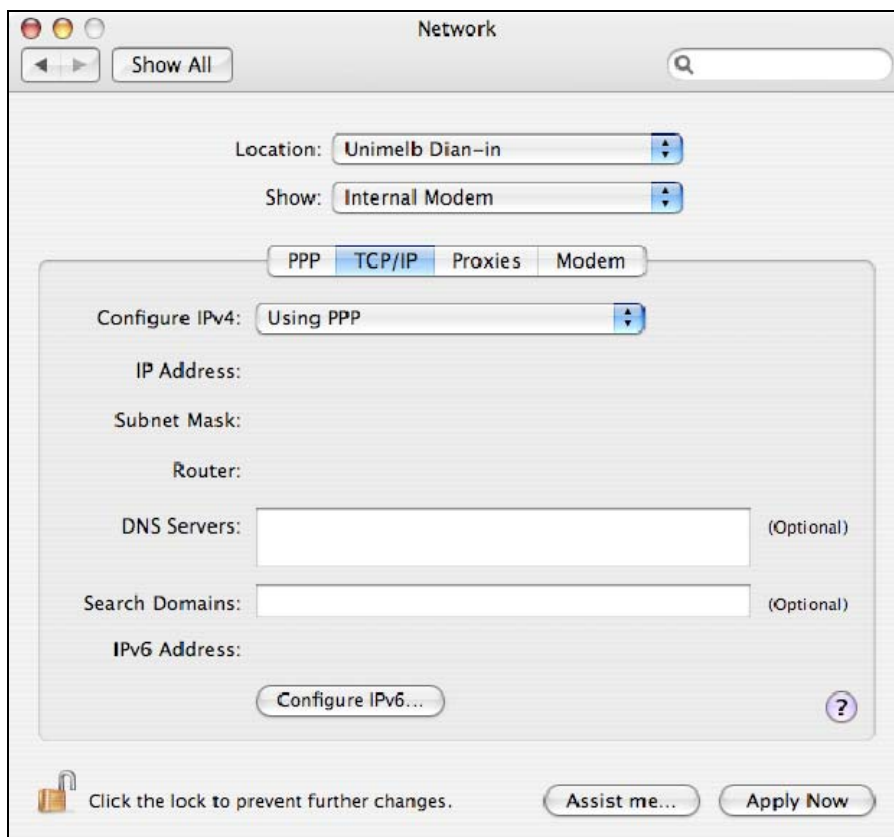 Network
Show All
Location: Unimelb Dian-in
Show: Internal Modem
PPP TCP/IP Proxies Modem
Configure IPv4: Using PPP
IP Address:
Subnet Mask:
Router:
DNS Servers: (Optional)
Search Domains: (Optional)
IPv6 Address:
Configure IPv6...
?
Click the lock to prevent further changes. Assist me... Apply Now